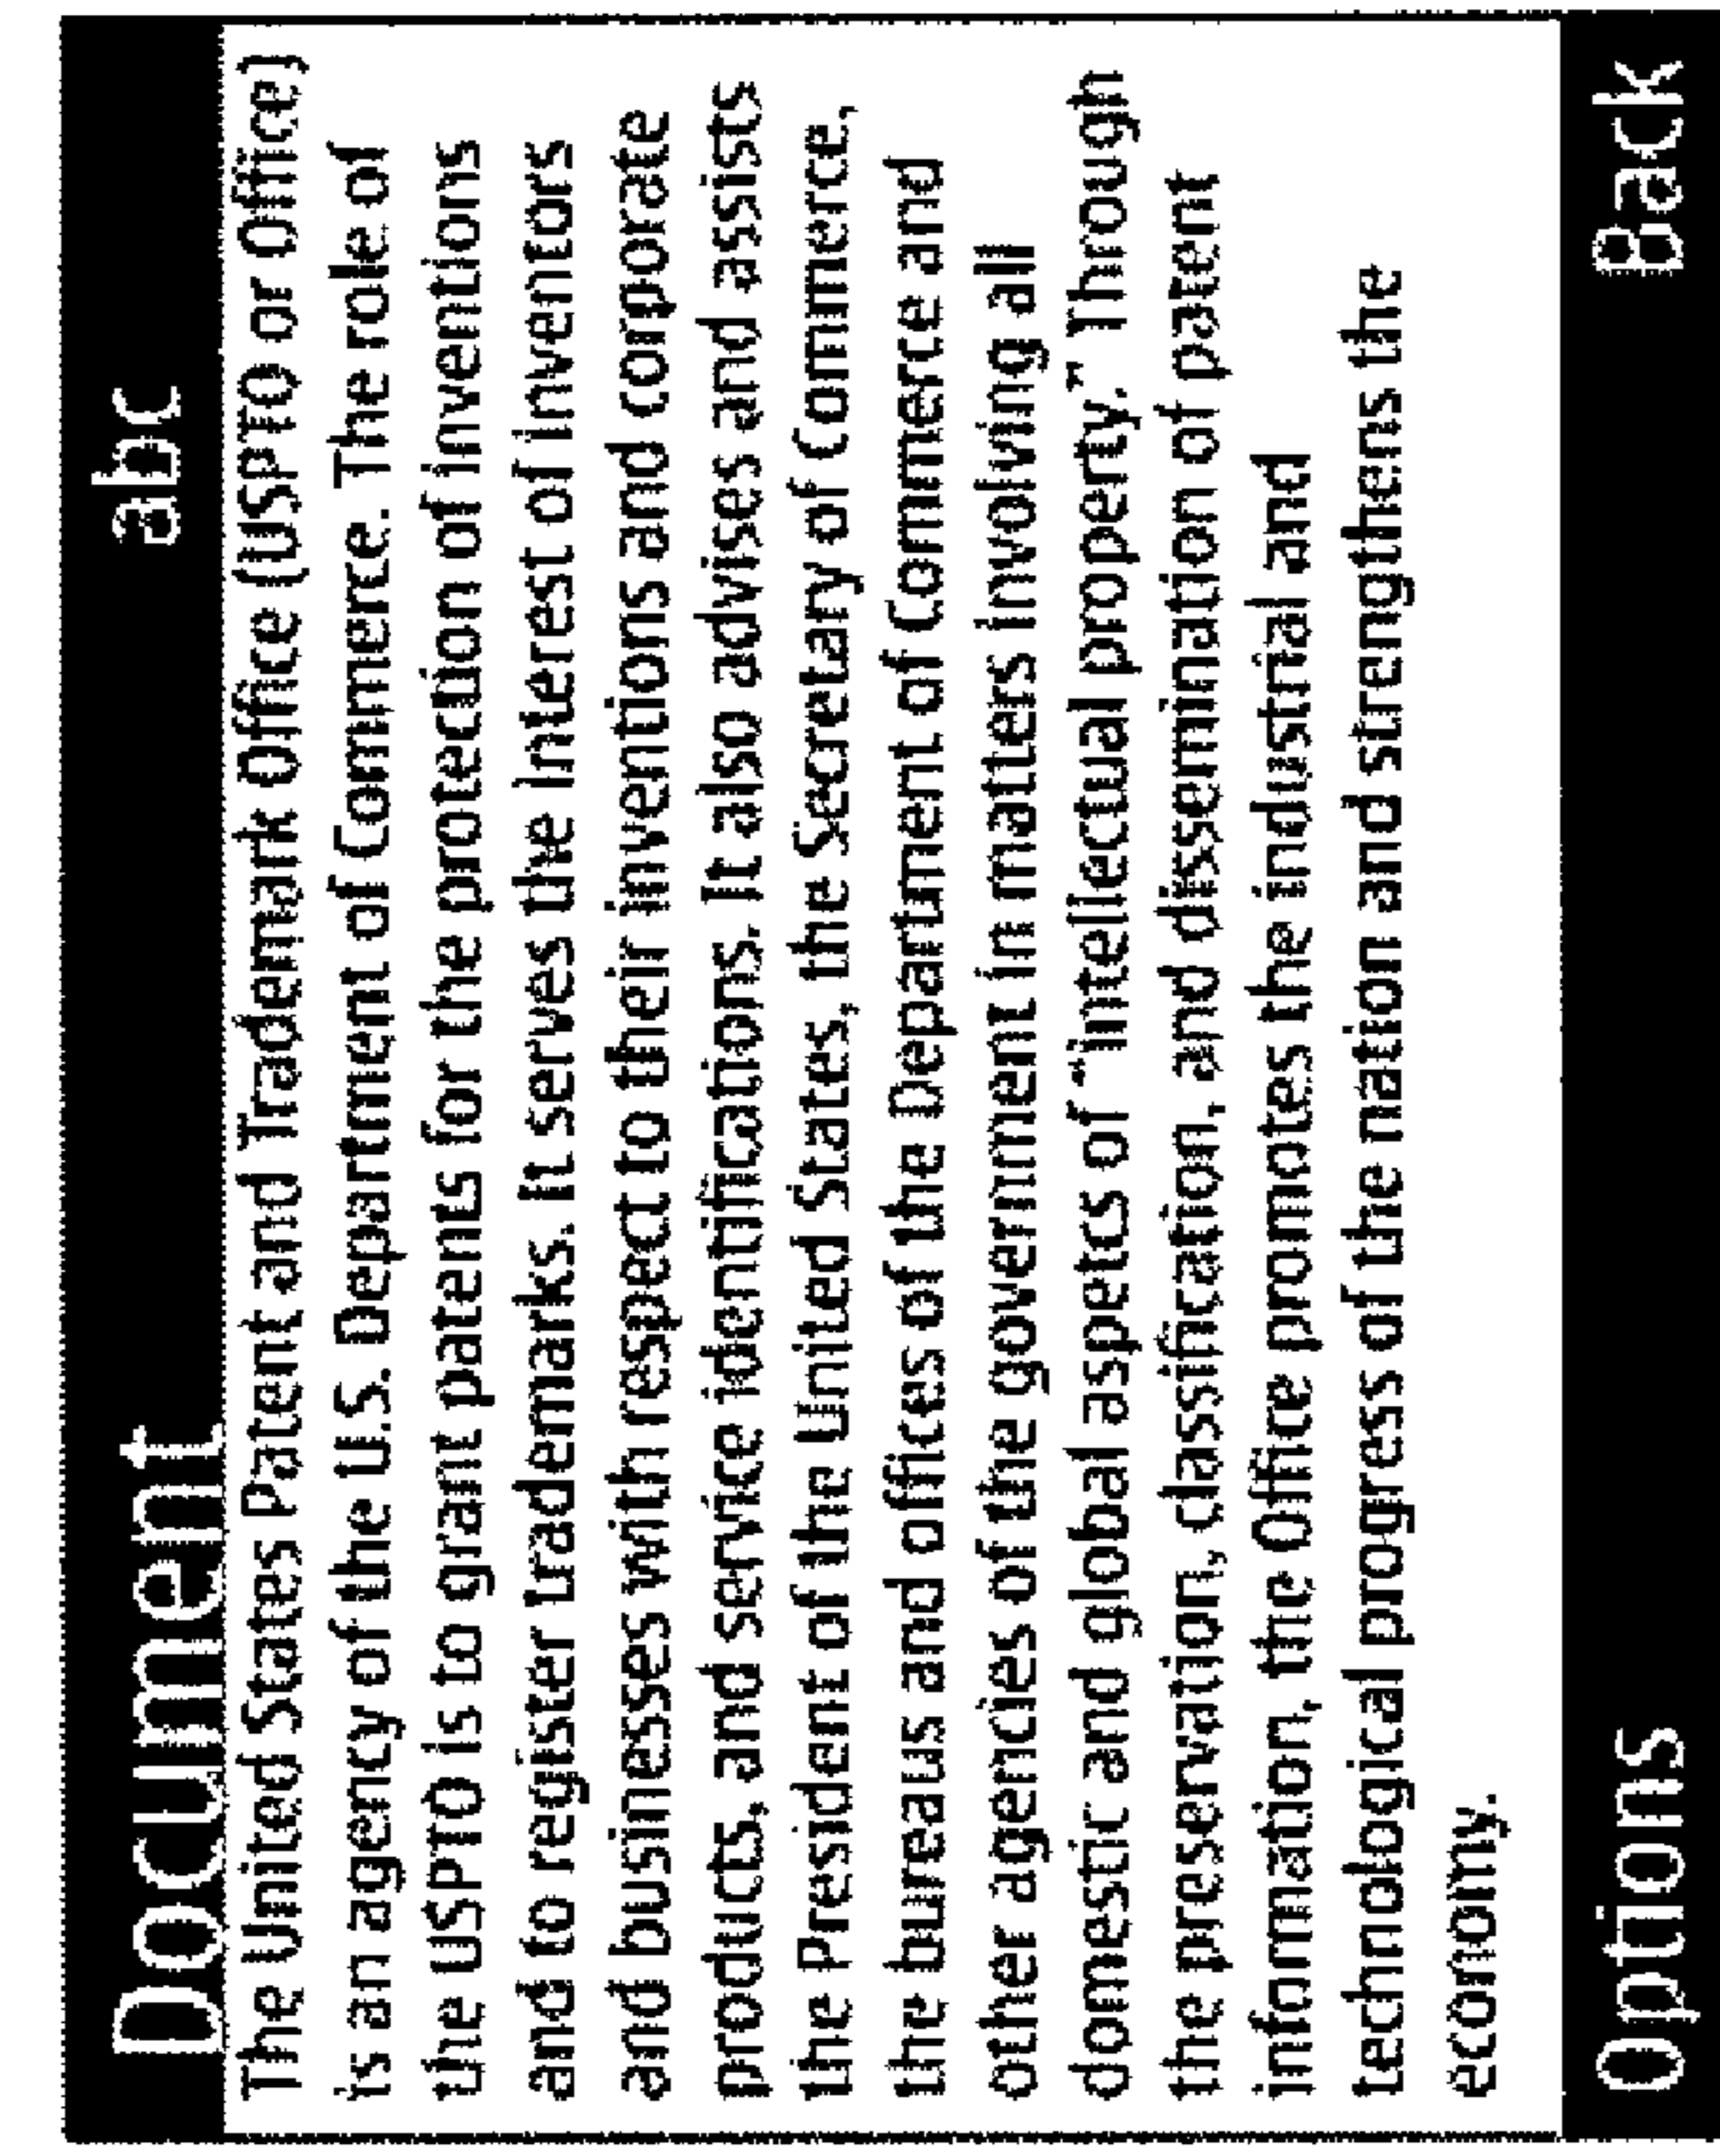 Document abc
The United States Patent and Trademark Office (USPTO or Office)
is an agency of the U.S. Department of Commerce. The role of
the USPTO is to grant patents for the protection of inventions
and to register trademarks. It serves the interest of inventors
and businesses with respect to their inventions and corporate
products, and service identifications. It also advises and assists
the President of the United States, the Secretary of Commerce,
the bureaus and offices of the Department of Commerce and
other agencies of the government in matters involving all
domestic and global aspects of "intellectual property." Through
the preservation, classification, and dissemination of patent
information, the Office promotes the industrial and
technological progress of the nation and strengthens the
economy.
Options Back